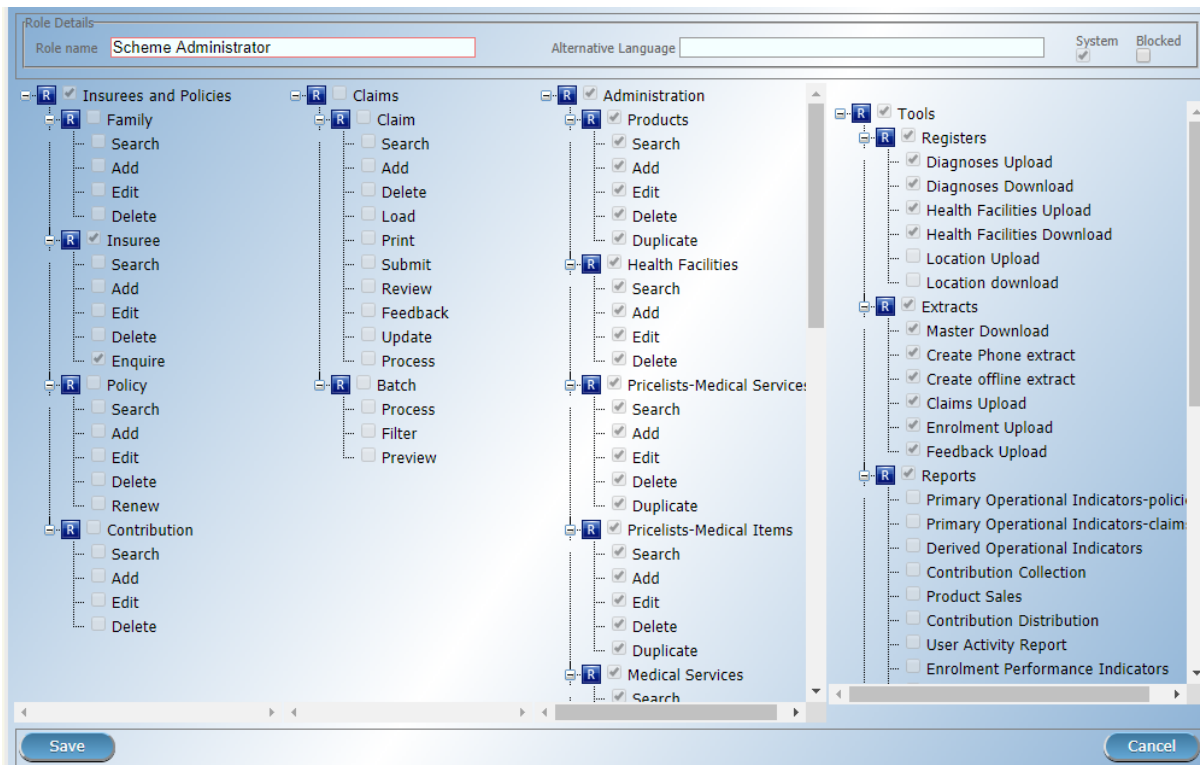 Role Details
Role name Scheme Administrator Alternative Language System Blocked
R Insurees and Policies
R Family
Search
Add
Edit
Delete
R Insuree
Search
Add
Edit
Delete
Enquire
R Policy
Search
Add
Edit
Delete
Renew
R Contribution
Search
Add
Edit
Delete
R Claims
R Claim
Search
Add
Delete
Load
Print
Submit
Review
Feedback
Update
Process
R Batch
Process
Filter
Preview
R Administration
R Products
Search
Add
Edit
Delete
Duplicate
R Health Facilities
Search
Add
Edit
Delete
R Pricelists-Medical Services
Search
Add
Edit
Delete
Duplicate
R Pricelists-Medical Items
Search
Add
Edit
Delete
Duplicate
R Medical Services
Search
R Tools
R Registers
Diagnoses Upload
Diagnoses Download
Health Facilities Upload
Health Facilities Download
Location Upload
Location download
R Extracts
Master Download
Create Phone extract
Create offline extract
Claims Upload
Enrolment Upload
Feedback Upload
R Reports
Primary Operational Indicators-polici
Primary Operational Indicators-claim
Derived Operational Indicators
Contribution Collection
Product Sales
Contribution Distribution
User Activity Report
Enrolment Performance Indicators
Save Cancel